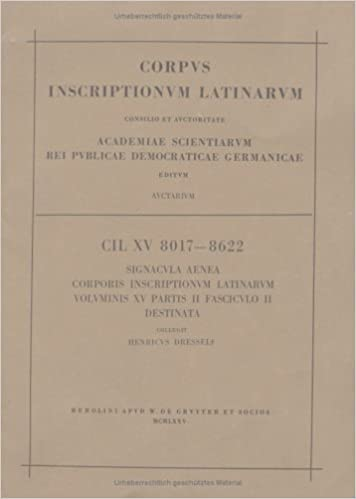 Urheberrechtlich geschütztes Material
CORPVS
INSCRIPTIONVM LATINARVM
CONSILIO ET AVCTORITATE
ACADEMIAE SCIENTIARVM
REI PVBLICAE DEMOCRATICAE GERMANICAE
EDITVM
AVCTARIVM
CIL XV 8017—8622
SIGNACVLA AENEA
CORPORIS INSCRIPTIONVM LATINARVM
VOLVMINIS XV PARTIS II FASCICVLO II
DESTINATA
COLLEGIT
HENRICVS DRESSEL†
BEROLINI APVD W. DE GRVYTER ET SOCIOS
MCMLXXV
Urheberrechtlich geschütztes Material